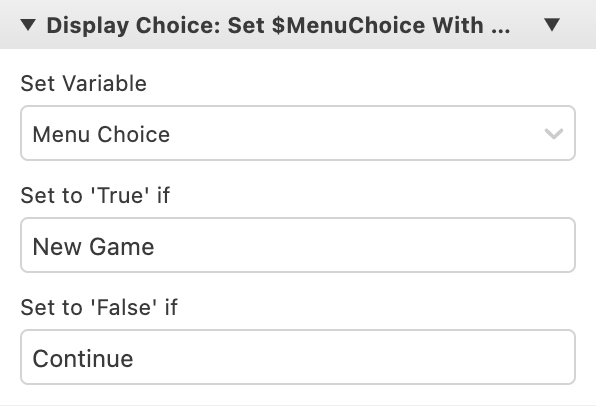 Display Choice: Set $MenuChoice With ...
Set Variable
Menu Choice
Set to 'True' if
New Game
Set to 'False' if
Continue